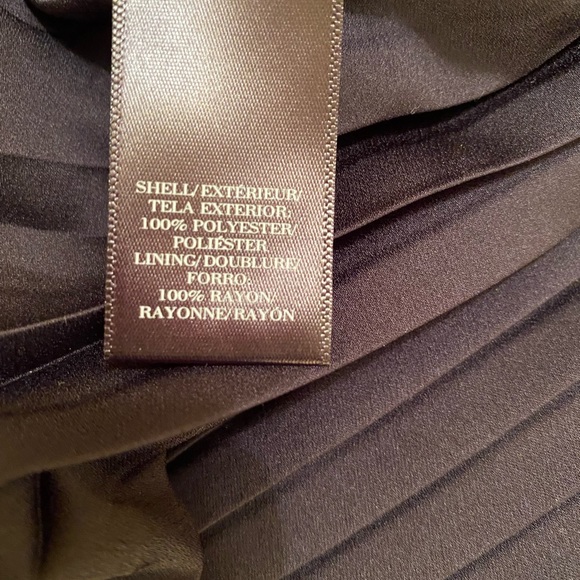 SHELL/EXTÉRIEUR/
TELA EXTERIOR:
100% POLYESTER/
POLIÉSTER
LINING/DOUBLURE/
FORRO:
100% RAYON/
RAYONNE/RAYÓN